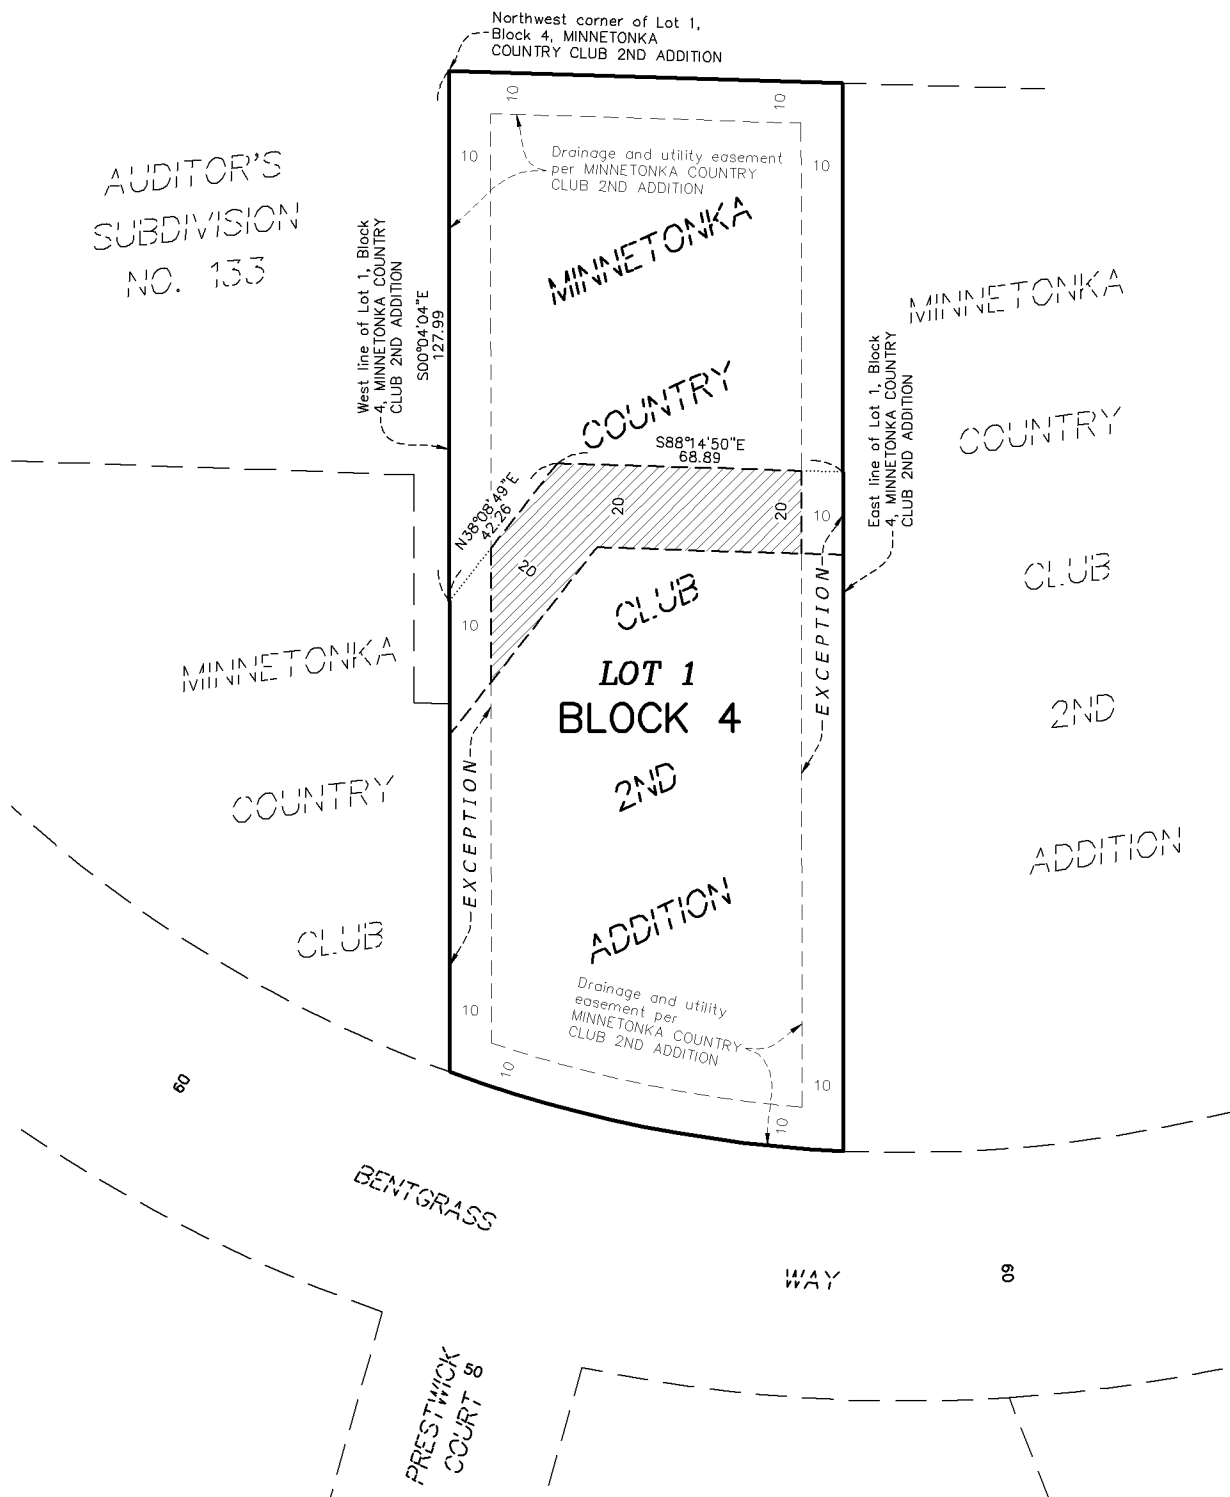 Northwest corner of Lot 1,
Block 4, MINNETONKA
COUNTRY CLUB 2ND ADDITION
10
10
10
10
Drainage and utility easement
per MINNETONKA COUNTRY
CLUB 2ND ADDITION
AUDITOR'S
SUBDIVISION
NO. 133
West line of Lot 1, Block
4, MINNETONKA COUNTRY
CLUB 2ND ADDITION
S00°04'04"E
127.99
MINNETONKA
COUNTRY
CLUB
LOT 1
BLOCK 4
2ND
ADDITION
S88°14'50"E
68.89
N38°08'49"E
42.26
20
20
20
10
10
East line of Lot 1, Block
4, MINNETONKA COUNTRY
CLUB 2ND ADDITION
EXCEPTION
EXCEPTION
MINNETONKA
COUNTRY
CLUB
2ND
ADDITION
MINNETONKA
COUNTRY
CLUB
Drainage and utility
easement per
MINNETONKA COUNTRY
CLUB 2ND ADDITION
10
10
10
10
60
BENTGRASS
WAY
60
PRESTWICK
COURT
50